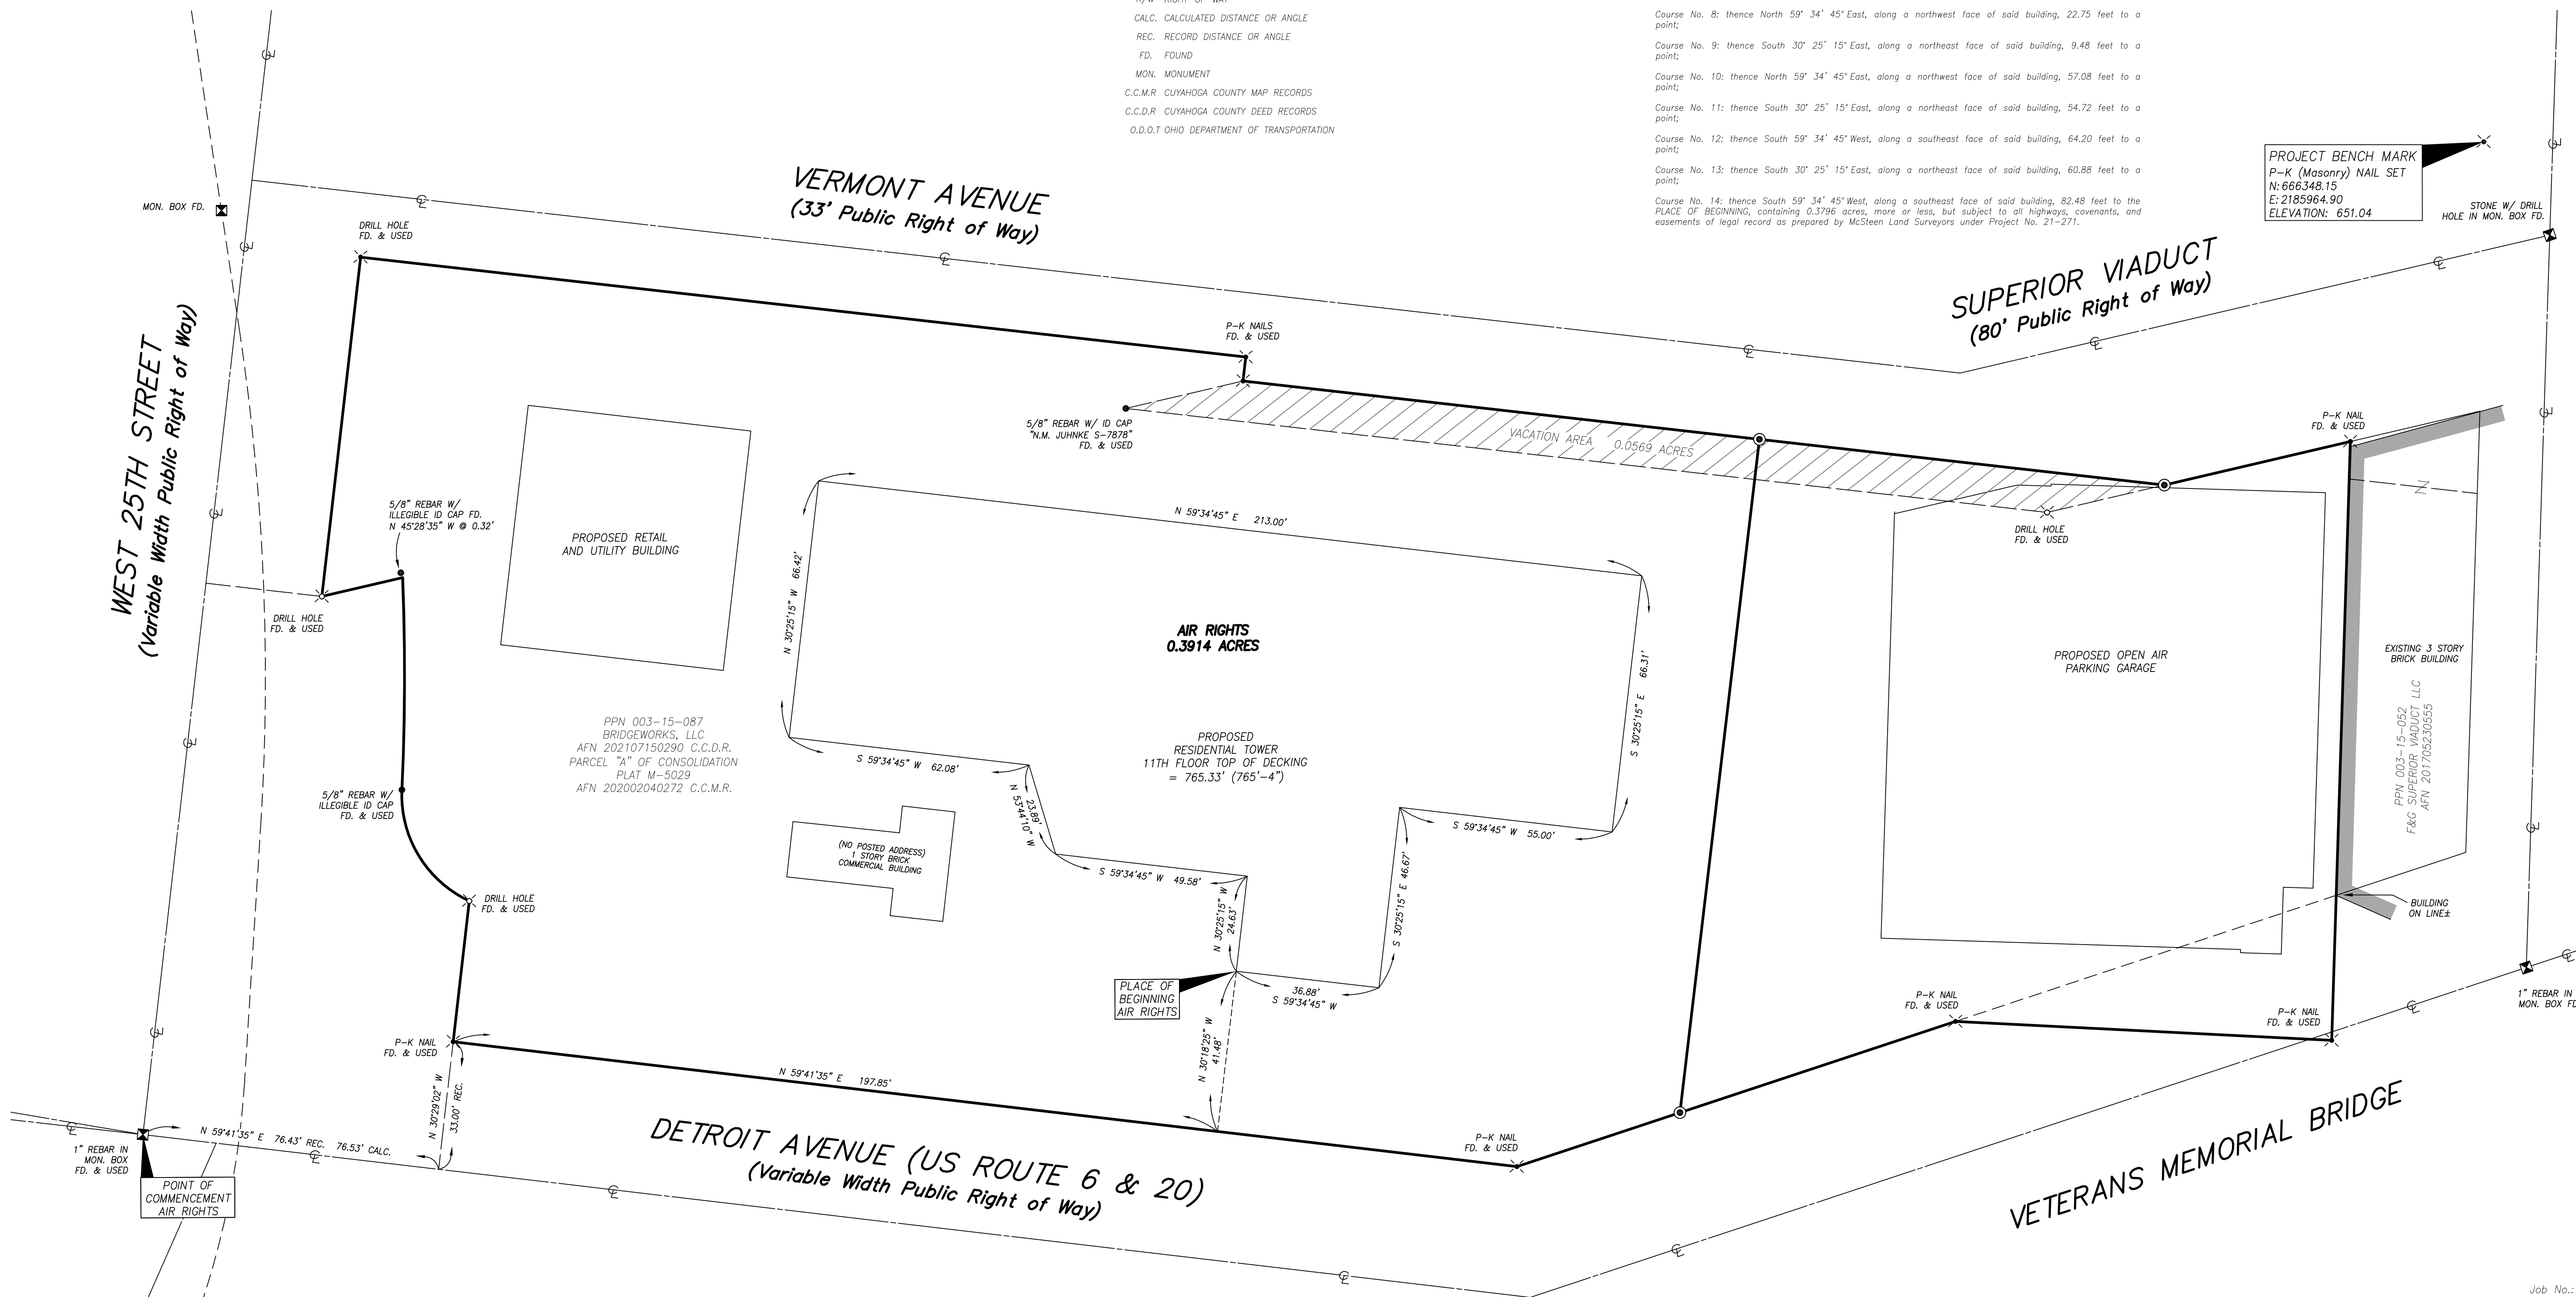 R/W RIGHT OF WAY
CALC. CALCULATED DISTANCE OR ANGLE
REC. RECORD DISTANCE OR ANGLE
FD. FOUND
MON. MONUMENT
C.C.M.R CUYAHOGA COUNTY MAP RECORDS
C.C.D.R CUYAHOGA COUNTY DEED RECORDS
O.D.O.T OHIO DEPARTMENT OF TRANSPORTATION
Course No. 8: thence North 59° 34' 45" East, along a northwest face of said building, 22.75 feet to a
point;
Course No. 9: thence South 30° 25' 15" East, along a northeast face of said building, 9.48 feet to a
point;
Course No. 10: thence North 59° 34' 45" East, along a northwest face of said building, 57.08 feet to a
point;
Course No. 11: thence South 30° 25' 15" East, along a northeast face of said building, 54.72 feet to a
point;
Course No. 12: thence South 59° 34' 45" West, along a southeast face of said building, 64.20 feet to a
point;
Course No. 13: thence South 30° 25' 15" East, along a northeast face of said building, 60.88 feet to a
point;
Course No. 14: thence South 59° 34' 45" West, along a southeast face of said building, 82.48 feet to the
PLACE OF BEGINNING, containing 0.3796 acres, more or less, but subject to all highways, covenants, and
easements of legal record as prepared by McSteen Land Surveyors under Project No. 21-271.
PROJECT BENCH MARK
P-K (Masonry) NAIL SET
N: 666348.15
E: 2185964.90
ELEVATION: 651.04
STONE W/ DRILL
HOLE IN MON. BOX FD.
MON. BOX FD.
VERMONT AVENUE
(33' Public Right of Way)
SUPERIOR VIADUCT
(80' Public Right of Way)
DRILL HOLE
FD. & USED
P-K NAILS
FD. & USED
WEST 25TH STREET
(Variable Width Public Right of Way)
5/8" REBAR W/ ID CAP
"N.M. JUHNKE S-7878"
FD. & USED
VACATION AREA 0.0569 ACRES
P-K NAIL
FD. & USED
5/8" REBAR W/
ILLEGIBLE ID CAP FD.
N 45°28'35" W @ 0.32'
PROPOSED RETAIL
AND UTILITY BUILDING
N 59°34'45" E 213.00'
DRILL HOLE
FD. & USED
N 30°25'15" W 66.42'
DRILL HOLE
FD. & USED
AIR RIGHTS
0.3914 ACRES
S 30°25'15" E 66.31'
PROPOSED OPEN AIR
PARKING GARAGE
EXISTING 3 STORY
BRICK BUILDING
PPN 003-15-052
F&G SUPERIOR VIADUCT LLC
AFN 201705230555
PPN 003-15-087
BRIDGEWORKS, LLC
AFN 202107150290 C.C.D.R.
PARCEL "A" OF CONSOLIDATION
PLAT M-5029
AFN 202002040272 C.C.M.R.
PROPOSED
RESIDENTIAL TOWER
11TH FLOOR TOP OF DECKING
= 765.33' (765'-4")
S 59°34'45" W 62.08'
5/8" REBAR W/
ILLEGIBLE ID CAP
FD. & USED
23.89'
N 53°44'10" W
S 59°34'45" W 55.00'
(NO POSTED ADDRESS)
1 STORY BRICK
COMMERCIAL BUILDING
S 59°34'45" W 49.58'
S 30°25'15" E 46.67'
DRILL HOLE
FD. & USED
N 30°25'15" W
24.63'
BUILDING
ON LINE±
PLACE OF
BEGINNING
AIR RIGHTS
36.88'
S 59°34'45" W
P-K NAIL
FD. & USED
P-K NAIL
FD. & USED
1" REBAR IN
MON. BOX FD
P-K NAIL
FD. & USED
N 30°18'25" W
41.48'
N 59°41'35" E 197.85'
N 30°29'02" W
33.00' REC.
N 59°41'35" E 76.43' REC. 76.53' CALC.
1" REBAR IN
MON. BOX
FD. & USED
POINT OF
COMMENCEMENT
AIR RIGHTS
DETROIT AVENUE (US ROUTE 6 & 20)
(Variable Width Public Right of Way)
P-K NAIL
FD. & USED
VETERANS MEMORIAL BRIDGE
Job No.: